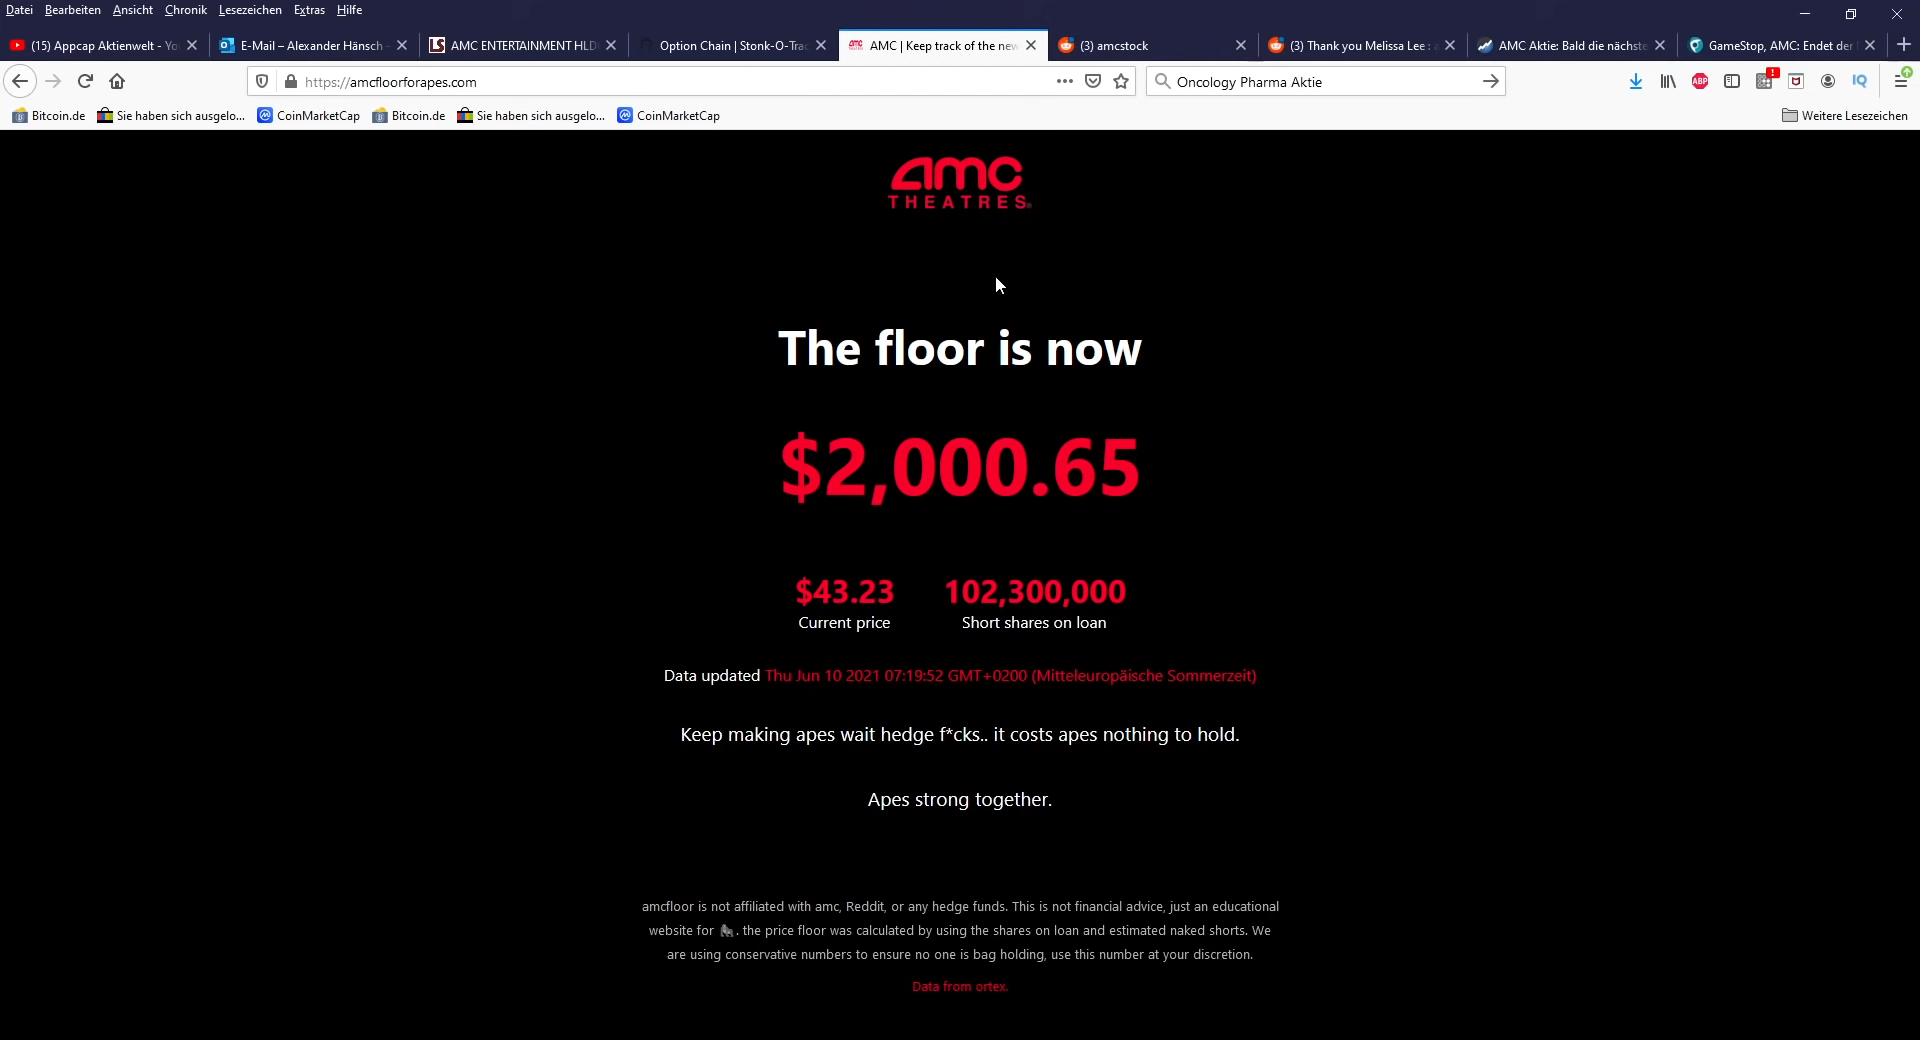 Datei Bearbeiten Ansicht Chronik Lesezeichen Extras Hilfe
(15) Appcap Aktienwelt - Yo
E-Mail – Alexander Hänsch -
AMC ENTERTAINMENT HLD
Option Chain | Stonk-O-Trac
amc AMC | Keep track of the new
(3) amcstock
(3) Thank you Melissa Lee : a
AMC Aktie: Bald die nächste
GameStop, AMC: Endet der
https://amcfloorforapes.com
Oncology Pharma Aktie
ABP
IQ
Bitcoin.de
Sie haben sich ausgelo...
CoinMarketCap
Bitcoin.de
Sie haben sich ausgelo...
CoinMarketCap
Weitere Lesezeichen
amc
THEATRES
The floor is now
$2,000.65
$43.23 102,300,000
Current price Short shares on loan
Data updated Thu Jun 10 2021 07:19:52 GMT+0200 (Mitteleuropäische Sommerzeit)
Keep making apes wait hedge f*cks.. it costs apes nothing to hold.
Apes strong together.
amcfloor is not affiliated with amc, Reddit, or any hedge funds. This is not financial advice, just an educational
website for 🦍. the price floor was calculated by using the shares on loan and estimated naked shorts. We
are using conservative numbers to ensure no one is bag holding, use this number at your discretion.
Data from ortex.